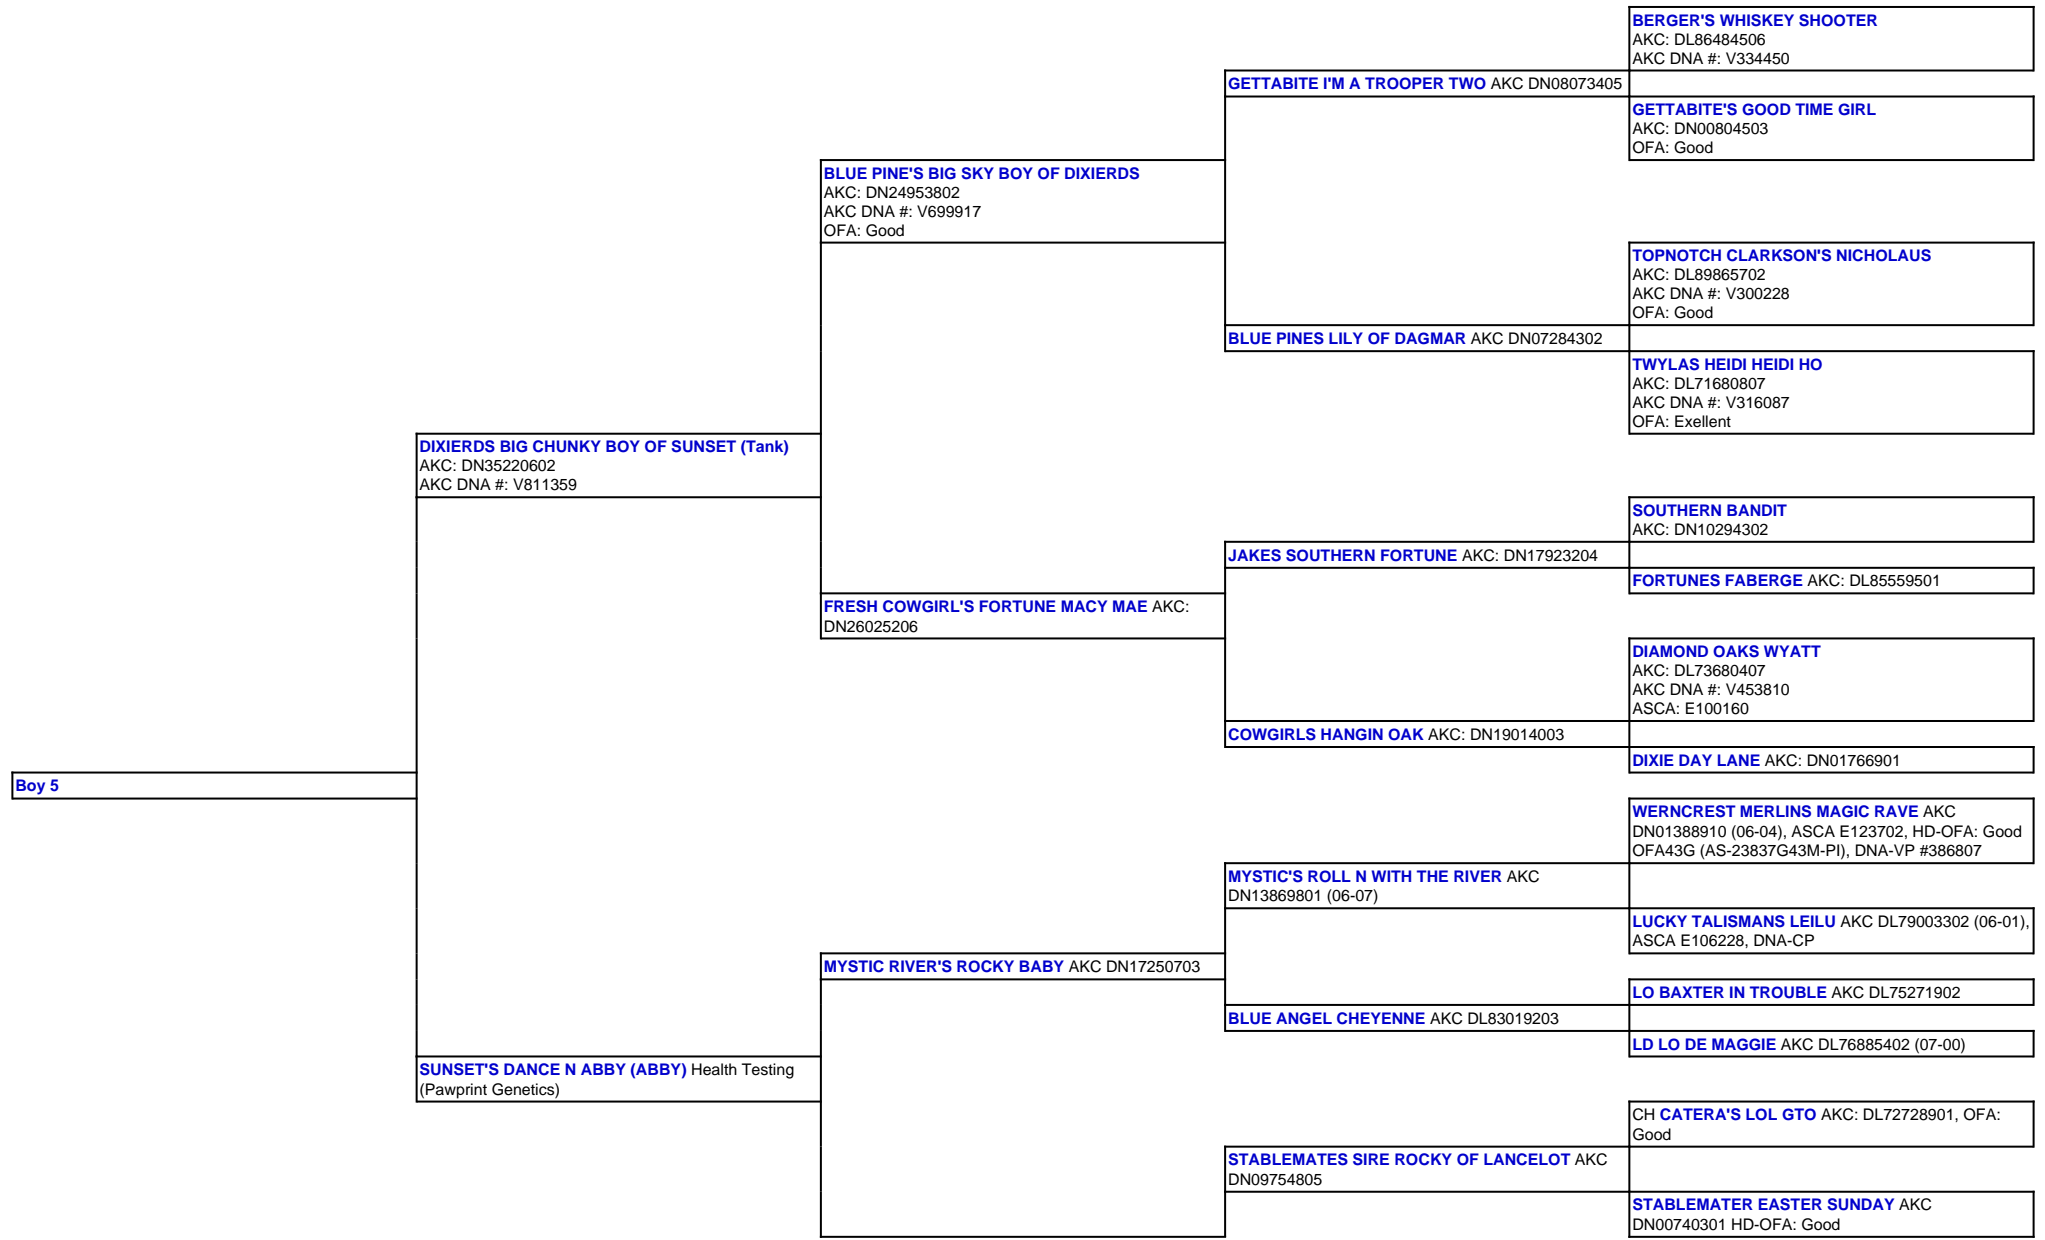 BERGER'S WHISKEY SHOOTER
AKC: DL86484506
AKC DNA #: V334450
GETTABITE I'M A TROOPER TWO AKC DN08073405
GETTABITE'S GOOD TIME GIRL
AKC: DN00804503
OFA: Good
BLUE PINE'S BIG SKY BOY OF DIXIERDS
AKC: DN24953802
AKC DNA #: V699917
OFA: Good
TOPNOTCH CLARKSON'S NICHOLAUS
AKC: DL89865702
AKC DNA #: V300228
OFA: Good
BLUE PINES LILY OF DAGMAR AKC DN07284302
TWYLAS HEIDI HEIDI HO
AKC: DL71680807
AKC DNA #: V316087
OFA: Exellent
DIXIERDS BIG CHUNKY BOY OF SUNSET (Tank)
AKC: DN35220602
AKC DNA #: V811359
SOUTHERN BANDIT
AKC: DN10294302
JAKES SOUTHERN FORTUNE AKC: DN17923204
FORTUNES FABERGE AKC: DL85559501
FRESH COWGIRL'S FORTUNE MACY MAE AKC:
DN26025206
DIAMOND OAKS WYATT
AKC: DL73680407
AKC DNA #: V453810
ASCA: E100160
COWGIRLS HANGIN OAK AKC: DN19014003
DIXIE DAY LANE AKC: DN01766901
Boy 5
WERNCREST MERLINS MAGIC RAVE AKC
DN01388910 (06-04), ASCA E123702, HD-OFA: Good
OFA43G (AS-23837G43M-PI), DNA-VP #386807
MYSTIC'S ROLL N WITH THE RIVER AKC
DN13869801 (06-07)
LUCKY TALISMANS LEILU AKC DL79003302 (06-01),
ASCA E106228, DNA-CP
MYSTIC RIVER'S ROCKY BABY AKC DN17250703
LO BAXTER IN TROUBLE AKC DL75271902
BLUE ANGEL CHEYENNE AKC DL83019203
LD LO DE MAGGIE AKC DL76885402 (07-00)
SUNSET'S DANCE N ABBY (ABBY) Health Testing
(Pawprint Genetics)
CH CATERA'S LOL GTO AKC: DL72728901, OFA:
Good
STABLEMATES SIRE ROCKY OF LANCELOT AKC
DN09754805
STABLEMATER EASTER SUNDAY AKC
DN00740301 HD-OFA: Good